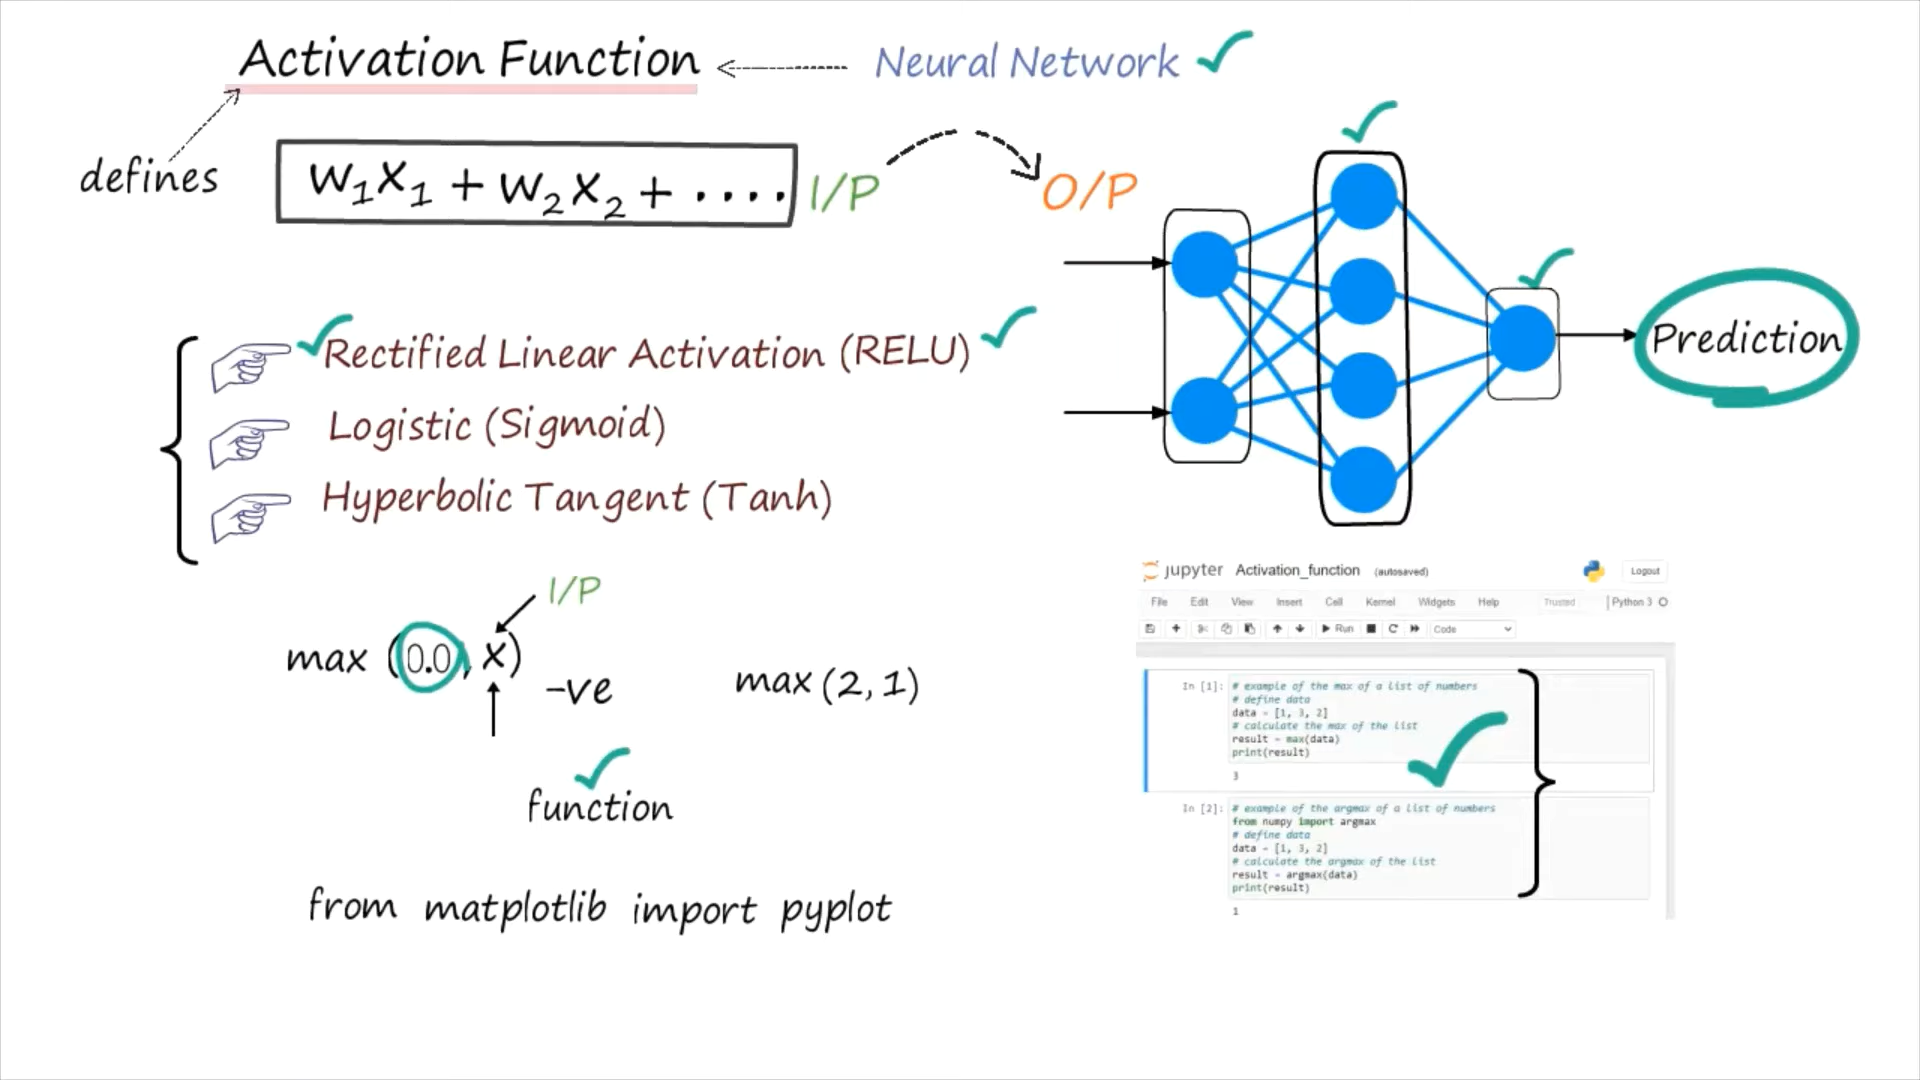 Activation Function
Neural Network
defines
W1X1 + W2X2 + ....
I/P
O/P
Rectified Linear Activation (RELU)
Logistic (Sigmoid)
Hyperbolic Tangent (Tanh)
Prediction
I/P
max (0.0, x)
-ve
max (2, 1)
function
from matplotlib import pyplot
jupyter Activation_function (autosaved)
Logout
File Edit View Insert Cell Kernel Widgets Help
Trusted
Python 3
Run
Code
In [1]:
# example of the max of a list of numbers
# define data
data = [1, 3, 2]
# calculate the max of the list
result = max(data)
print(result)
3
In [2]:
# example of the argmax of a list of numbers
from numpy import argmax
# define data
data = [1, 3, 2]
# calculate the argmax of the list
result = argmax(data)
print(result)
1